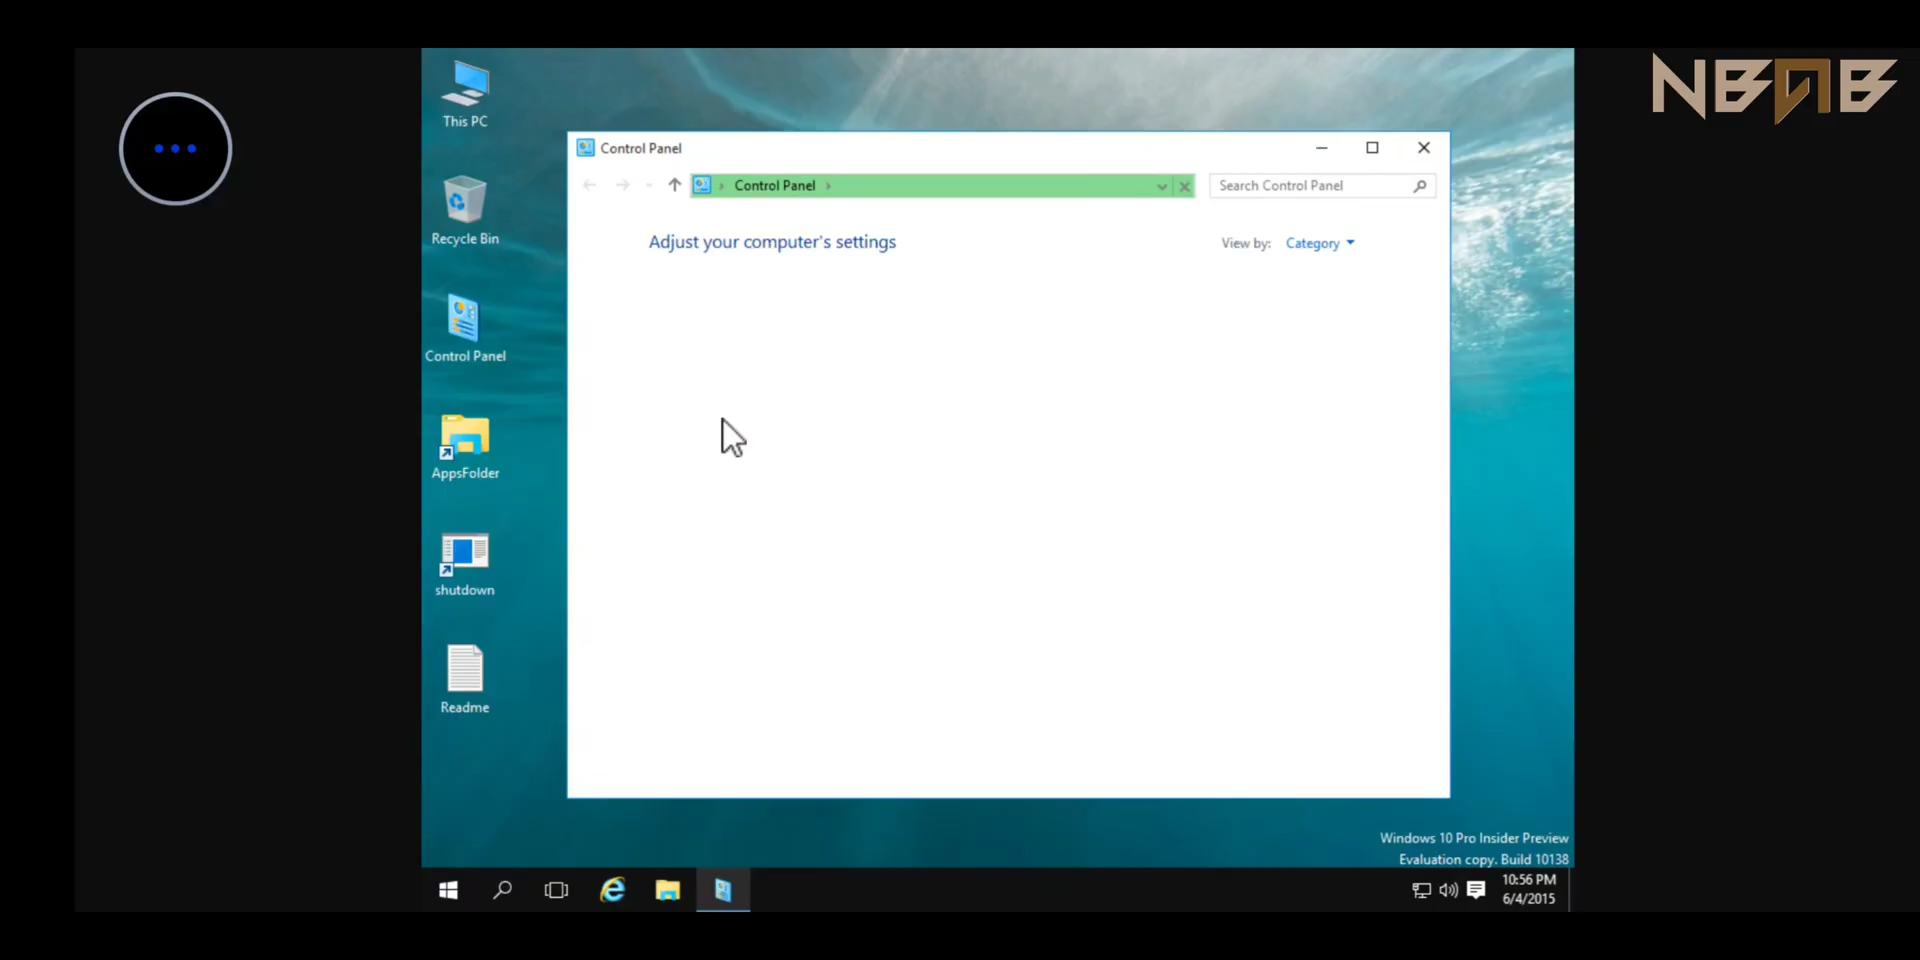 NBAB
This PC
Recycle Bin
Control Panel
AppsFolder
shutdown
Readme
Control Panel
Control Panel
Search Control Panel
Adjust your computer's settings
View by: Category
Windows 10 Pro Insider Preview
Evaluation copy. Build 10138
10:56 PM
6/4/2015